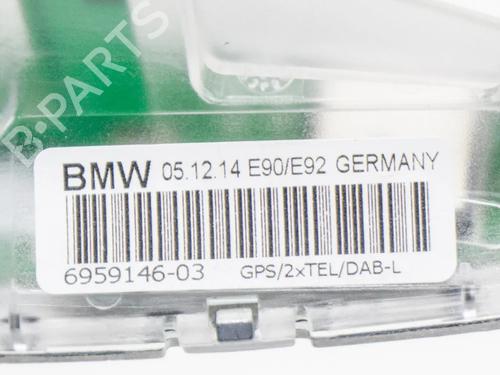 B-PARTS
BMW 05.12.14 E90/E92 GERMANY
6959146-03 GPS/2xTEL/DAB-L